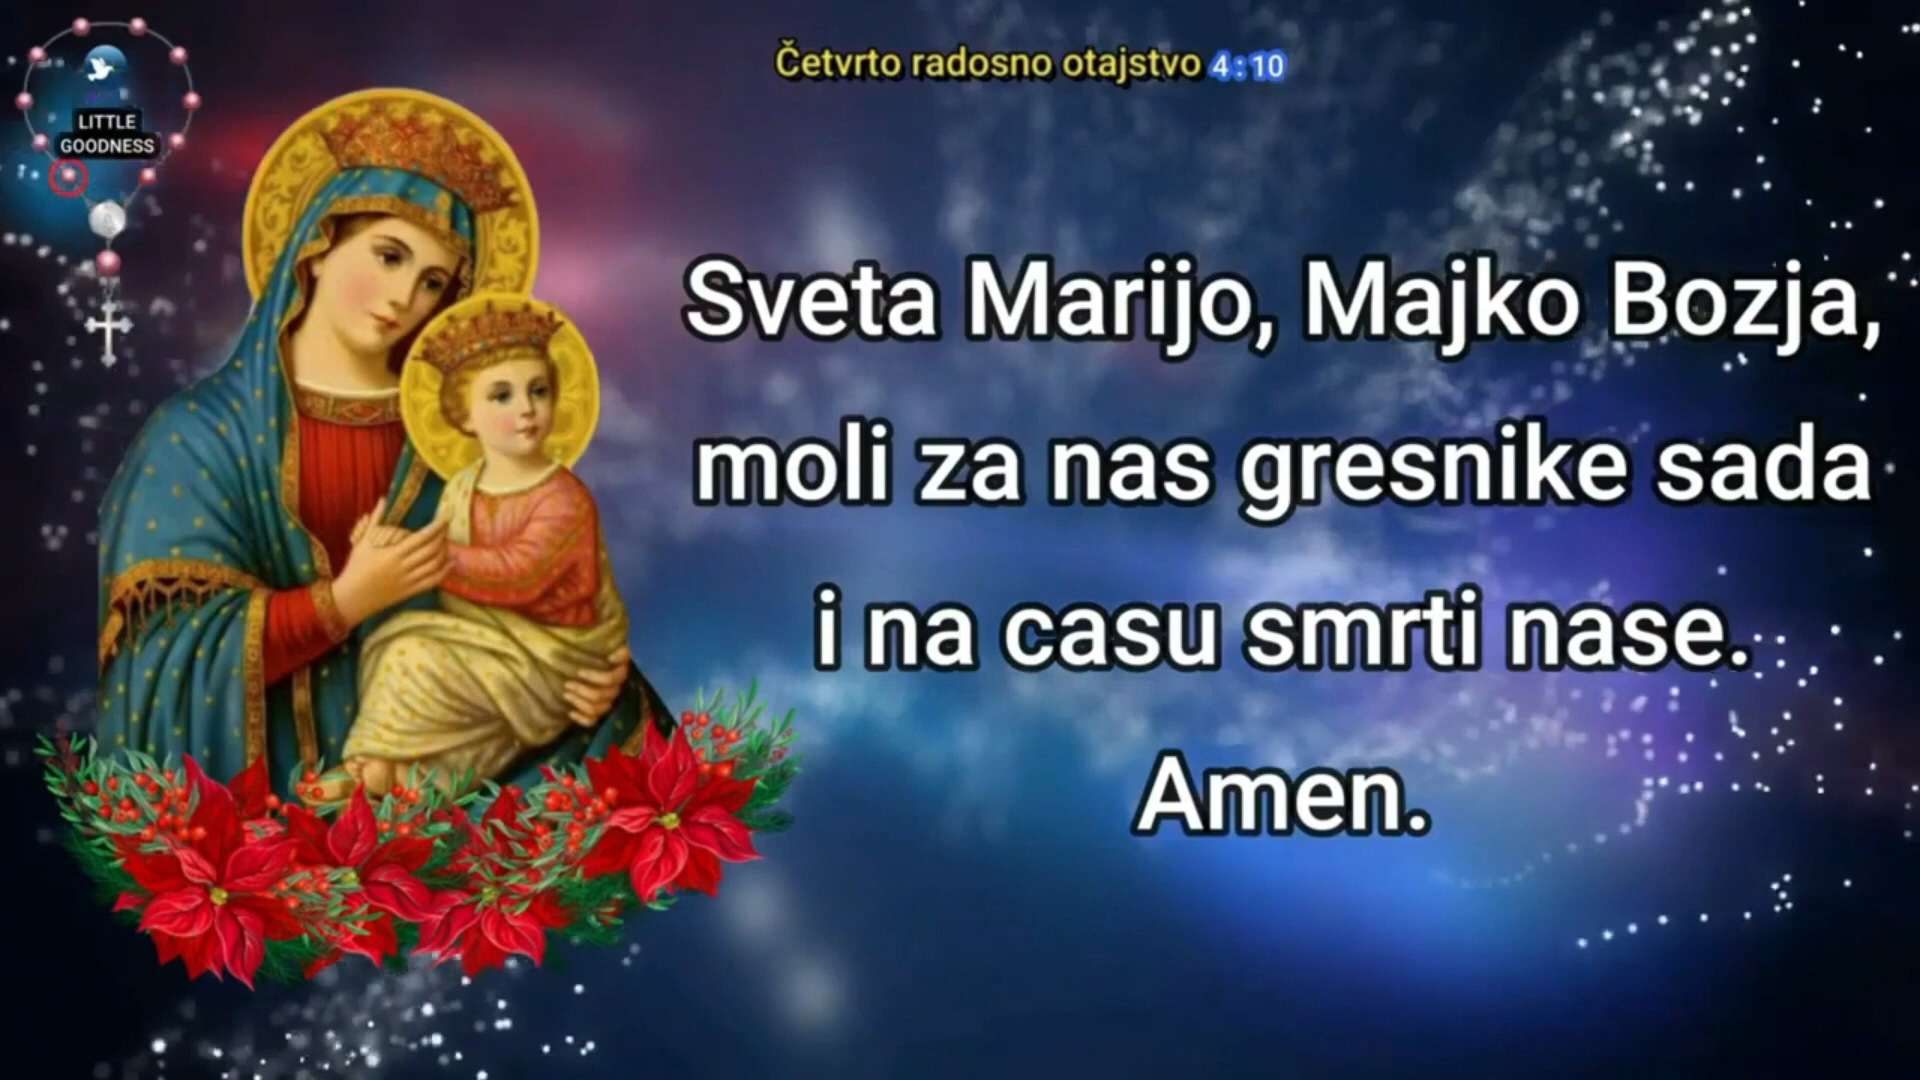 Četvrto radosno otajstvo 4:10
LITTLE
GOODNESS
Sveta Marijo, Majko Bozja,
moli za nas gresnike sada
i na casu smrti nase.
Amen.